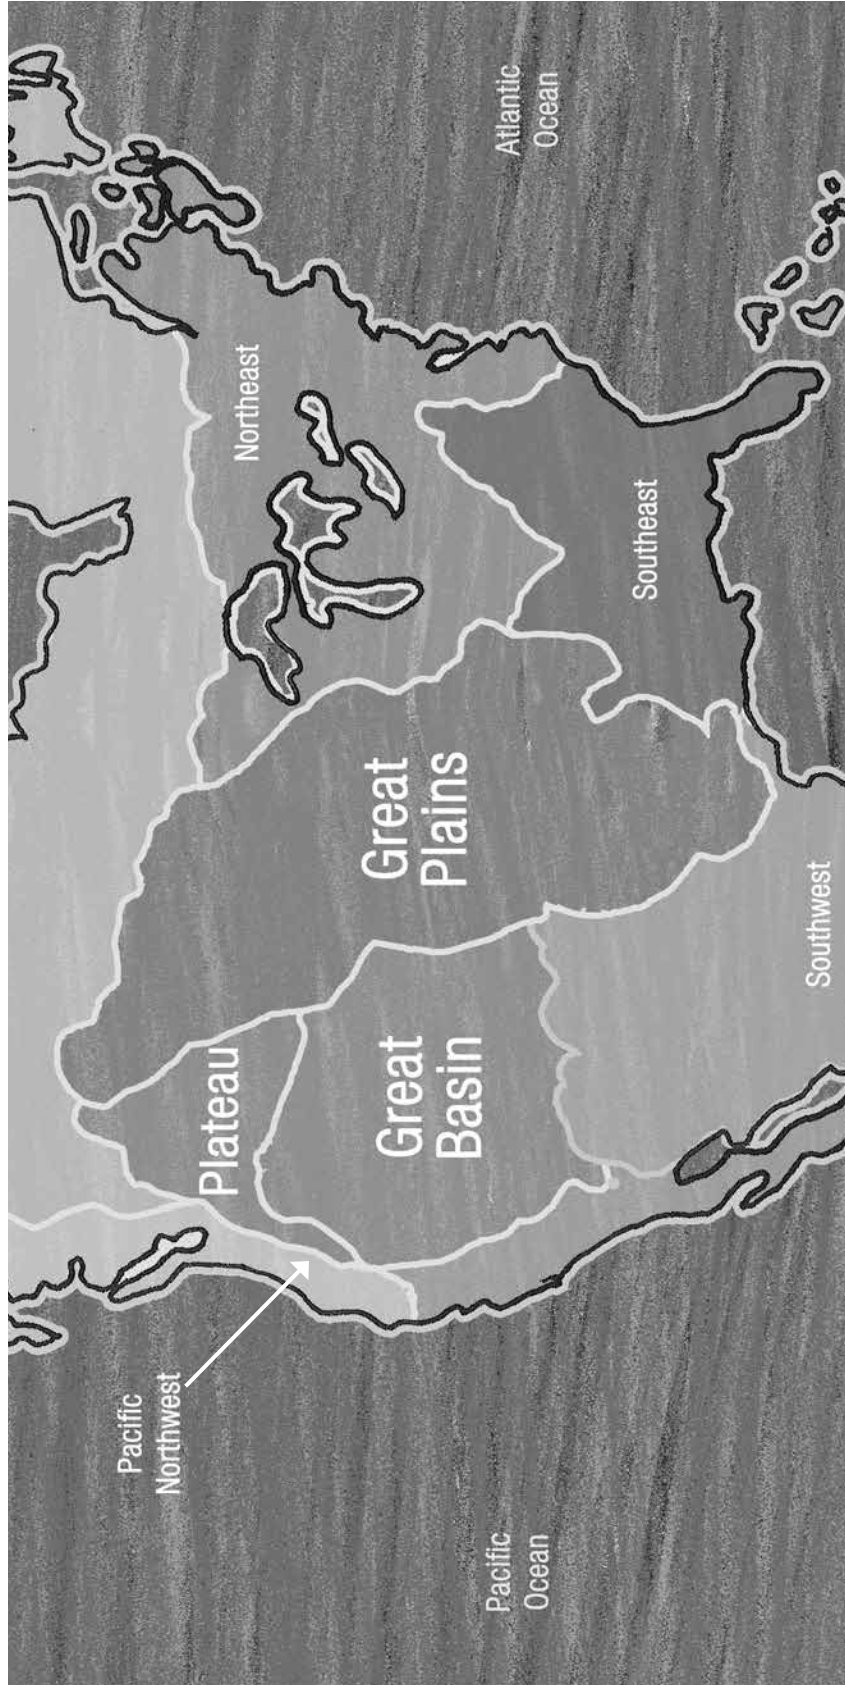 Pacific
Northwest
Plateau
Northeast
Great
Plains
Great
Basin
Pacific
Ocean
Atlantic
Ocean
Southeast
Southwest